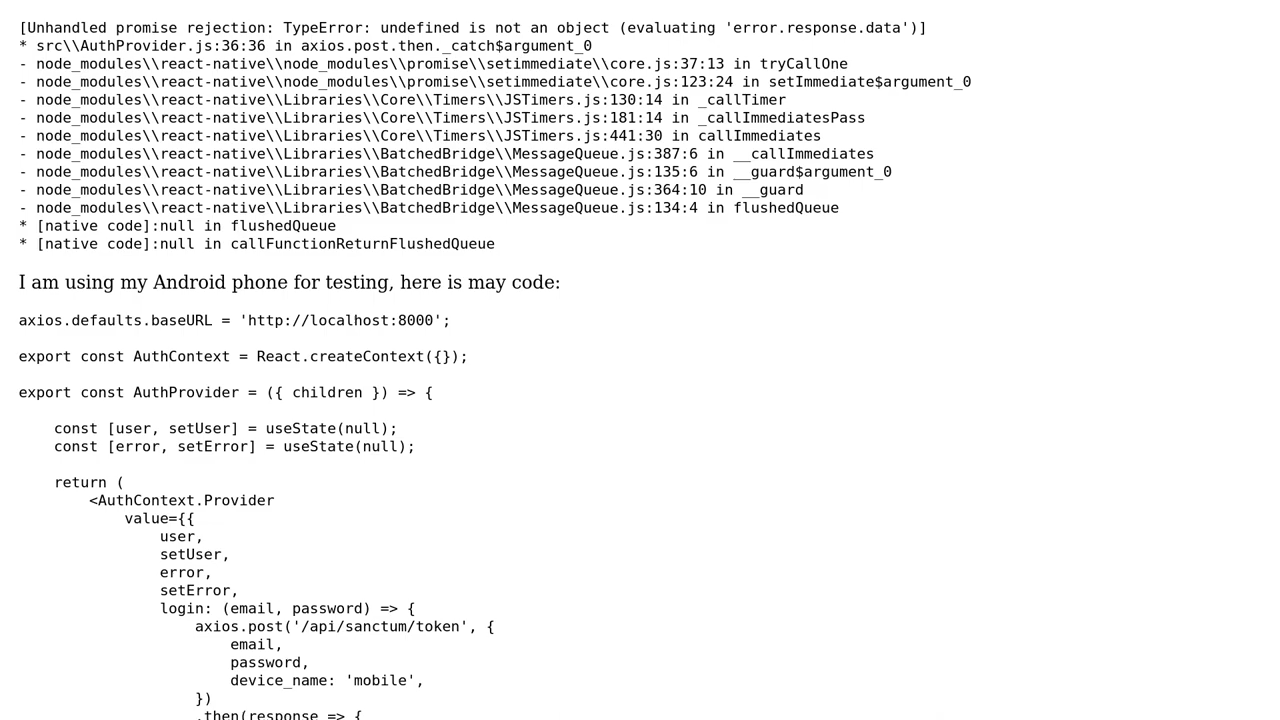 [Unhandled promise rejection: TypeError: undefined is not an object (evaluating 'error.response.data')]
* src\\AuthProvider.js:36:36 in axios.post.then._catch$argument_0
- node_modules\\react-native\\node_modules\\promise\\setimmediate\\core.js:37:13 in tryCallOne
- node_modules\\react-native\\node_modules\\promise\\setimmediate\\core.js:123:24 in setImmediate$argument_0
- node_modules\\react-native\\Libraries\\Core\\Timers\\JSTimers.js:130:14 in _callTimer
- node_modules\\react-native\\Libraries\\Core\\Timers\\JSTimers.js:181:14 in _callImmediatesPass
- node_modules\\react-native\\Libraries\\Core\\Timers\\JSTimers.js:441:30 in callImmediates
- node_modules\\react-native\\Libraries\\BatchedBridge\\MessageQueue.js:387:6 in __callImmediates
- node_modules\\react-native\\Libraries\\BatchedBridge\\MessageQueue.js:135:6 in __guard$argument_0
- node_modules\\react-native\\Libraries\\BatchedBridge\\MessageQueue.js:364:10 in __guard
- node_modules\\react-native\\Libraries\\BatchedBridge\\MessageQueue.js:134:4 in flushedQueue
* [native code]:null in flushedQueue
* [native code]:null in callFunctionReturnFlushedQueue
I am using my Android phone for testing, here is may code:
axios.defaults.baseURL = 'http://localhost:8000';
export const AuthContext = React.createContext({});
export const AuthProvider = ({ children }) => {
    const [user, setUser] = useState(null);
    const [error, setError] = useState(null);
    return (
        <AuthContext.Provider
            value={{
                user,
                setUser,
                error,
                setError,
                login: (email, password) => {
                    axios.post('/api/sanctum/token', {
                        email,
                        password,
                        device_name: 'mobile',
                    })
                    .then(response => {